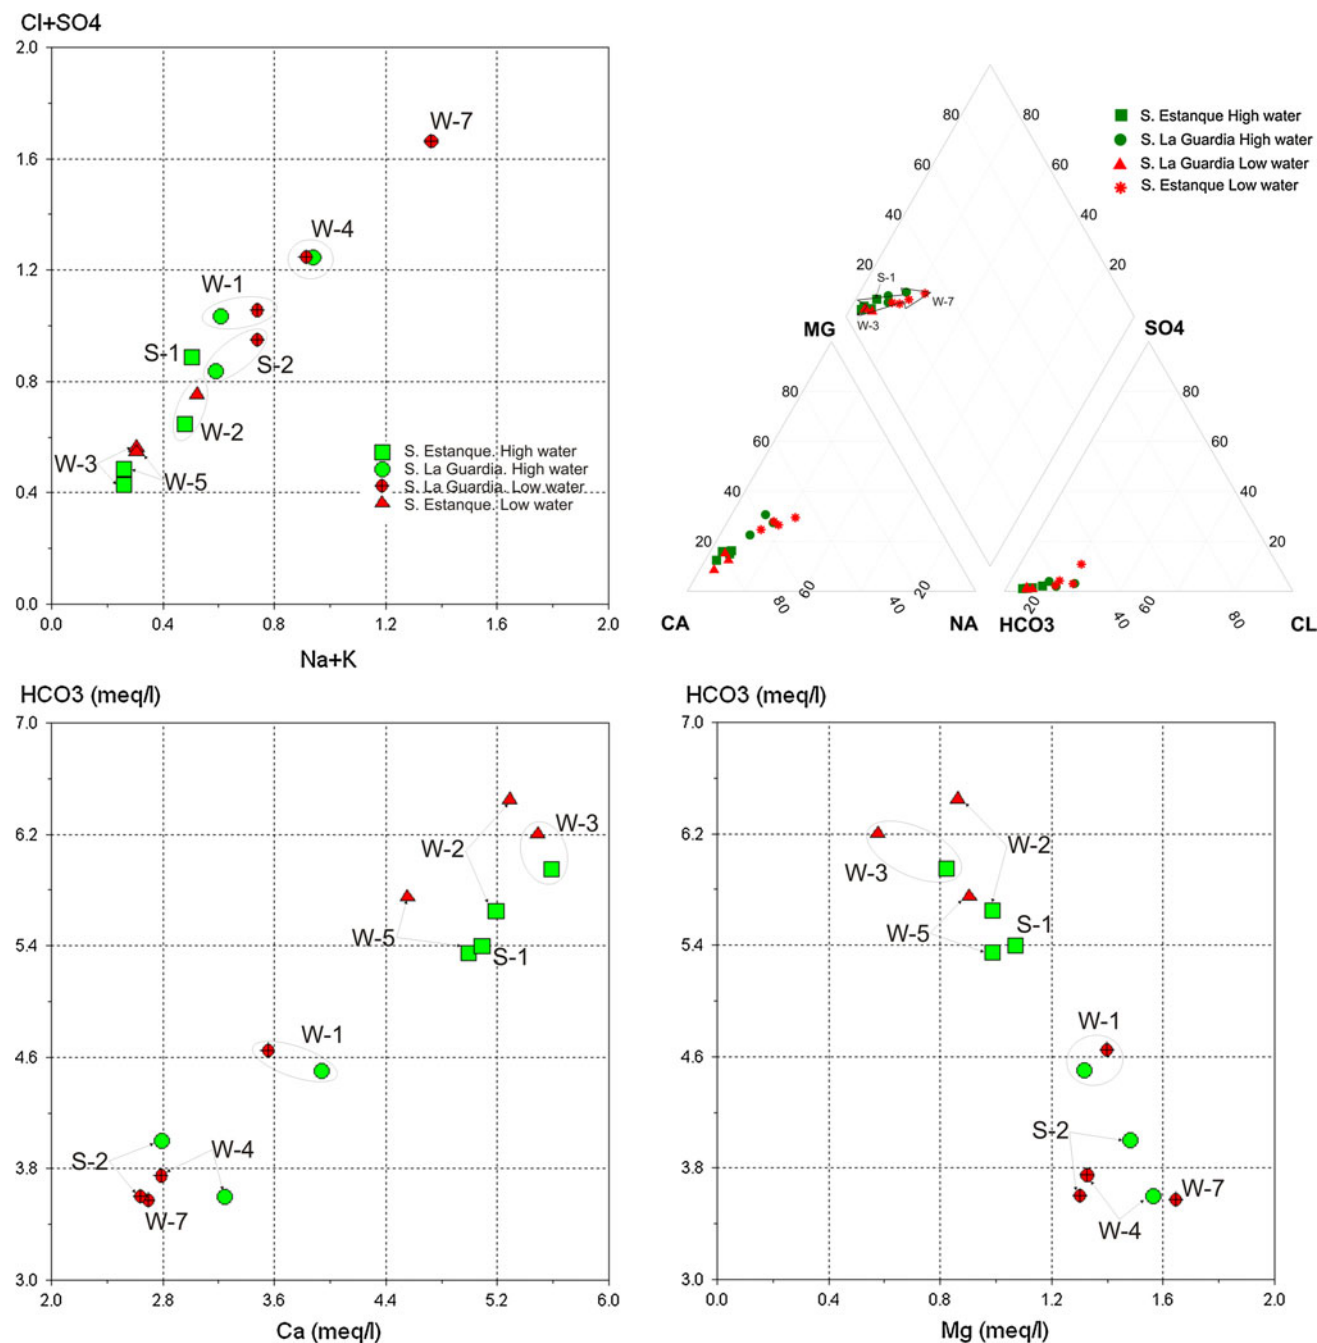 Cl+SO4
2.0
1.6
1.2
0.8
0.4
0.0
0.0 0.4 0.8 1.2 1.6 2.0
Na+K
W-7
W-4
W-1
S-1
S-2
W-2
W-3
W-5
S. Estanque. High water
S. La Guardia. High water
S. La Guardia. Low water
S. Estanque. Low water
80 80
60 60
40 40
20 20
S-1
W-7
W-3
S. Estanque High water
S. La Guardia High water
S. La Guardia Low water
S. Estanque Low water
MG SO4
80 80
60 60
40 40
20 20
80 60 40 20
20 40 60 80
CA NA HCO3 CL
HCO3 (meq/l)
7.0
6.2
5.4
4.6
3.8
3.0
2.0 2.8 3.6 4.4 5.2 6.0
Ca (meq/l)
W-3
W-2
W-5
S-1
W-1
S-2
W-4
W-7
HCO3 (meq/l)
7.0
6.2
5.4
4.6
3.8
3.0
0.0 0.4 0.8 1.2 1.6 2.0
Mg (meq/l)
W-2
W-3
W-5
S-1
W-1
S-2
W-7
W-4